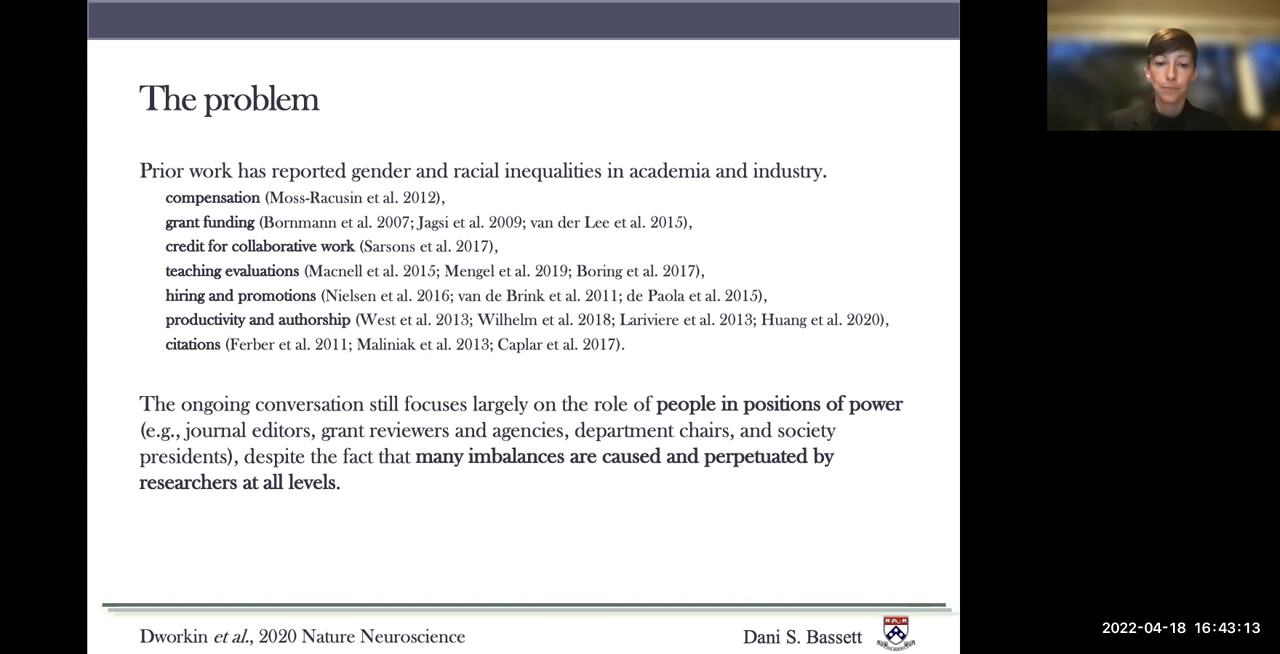 The problem
Prior work has reported gender and racial inequalities in academia and industry.
compensation (Moss-Racusin et al. 2012),
grant funding (Bornmann et al. 2007; Jagsi et al. 2009; van der Lee et al. 2015),
credit for collaborative work (Sarsons et al. 2017),
teaching evaluations (Macnell et al. 2015; Mengel et al. 2019; Boring et al. 2017),
hiring and promotions (Nielsen et al. 2016; van de Brink et al. 2011; de Paola et al. 2015),
productivity and authorship (West et al. 2013; Wilhelm et al. 2018; Lariviere et al. 2013; Huang et al. 2020),
citations (Ferber et al. 2011; Maliniak et al. 2013; Caplar et al. 2017).
The ongoing conversation still focuses largely on the role of people in positions of power
(e.g., journal editors, grant reviewers and agencies, department chairs, and society
presidents), despite the fact that many imbalances are caused and perpetuated by
researchers at all levels.
Dworkin et al., 2020 Nature Neuroscience
Dani S. Bassett
2022-04-18 16:43:13